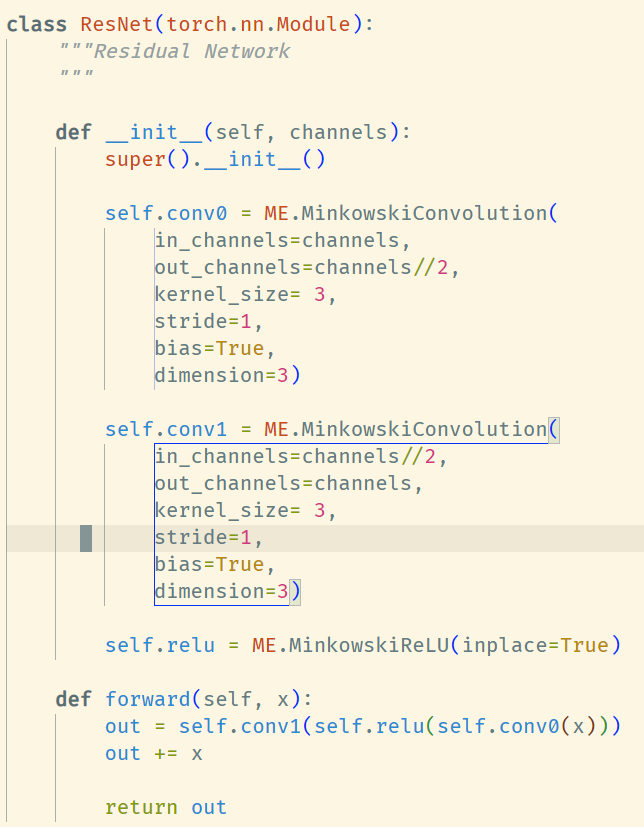 class ResNet(torch.nn.Module):
    """Residual Network
    """
    def __init__(self, channels):
        super().__init__()
        self.conv0 = ME.MinkowskiConvolution(
            in_channels=channels,
            out_channels=channels//2,
            kernel_size= 3,
            stride=1,
            bias=True,
            dimension=3)
        self.conv1 = ME.MinkowskiConvolution(
            in_channels=channels//2,
            out_channels=channels,
            kernel_size= 3,
            stride=1,
            bias=True,
            dimension=3)
        self.relu = ME.MinkowskiReLU(inplace=True)
    def forward(self, x):
        out = self.conv1(self.relu(self.conv0(x)))
        out += x
        return out